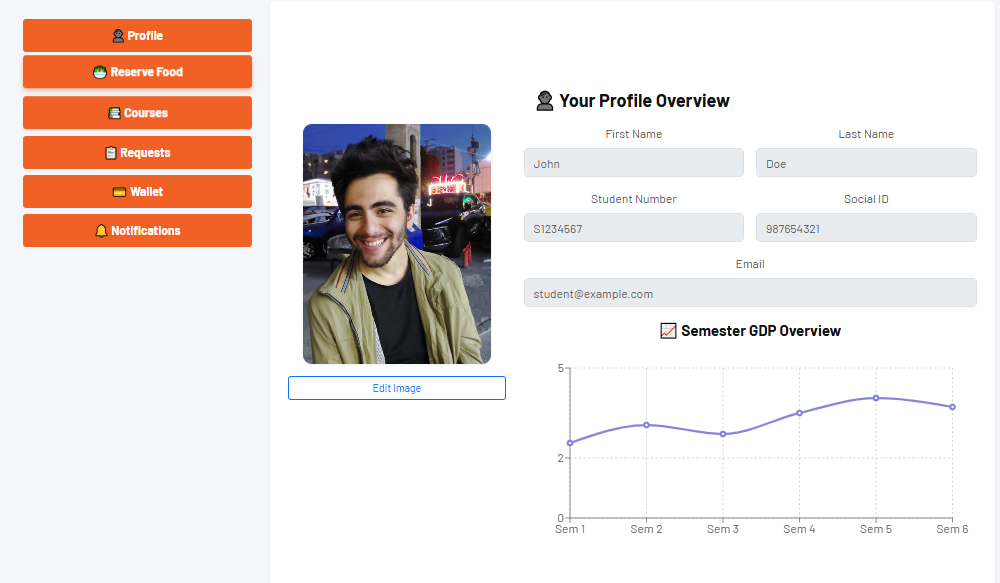 Profile
Reserve Food
Courses
Requests
Wallet
Notifications
Your Profile Overview
First Name
Last Name
John
Doe
Student Number
Social ID
S1234567
987654321
Email
student@example.com
Edit Image
Semester GDP Overview
5
2
0
Sem 1 Sem 2 Sem 3 Sem 4 Sem 5 Sem 6